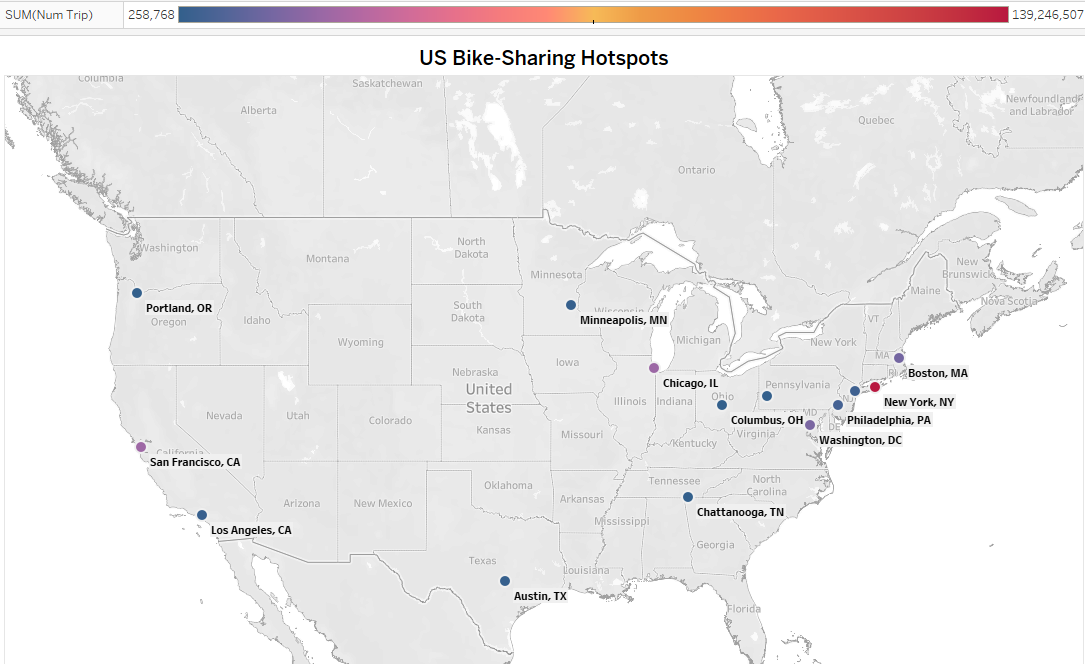 SUM(Num Trip) 258,768 139,246,507
US Bike-Sharing Hotspots
Columbia
Saskatchewan
Alberta
Newfoundland
and Labrador
Quebec
Ontario
Washington
Montana
North
Dakota
Minnesota
New
Brunswick
Maine
Nova Scotia
Portland, OR
Oregon
Idaho
South
Dakota
Wisconsin
Minneapolis, MN
Michigan
VT
New York
Wyoming
Iowa
MA
Boston, MA
RI
Nebraska
Chicago, IL
Pennsylvania
United
States
Illinois
Indiana
Ohio
NJ
New York, NY
Nevada
Utah
Colorado
Kansas
Missouri
Columbus, OH
MD
DE
Philadelphia, PA
Kentucky
Virginia
Washington, DC
California
San Francisco, CA
Arizona
New Mexico
Oklahoma
Arkansas
Tennessee
North
Carolina
Chattanooga, TN
Los Angeles, CA
Mississippi
Georgia
Texas
Louisiana
Austin, TX
Florida